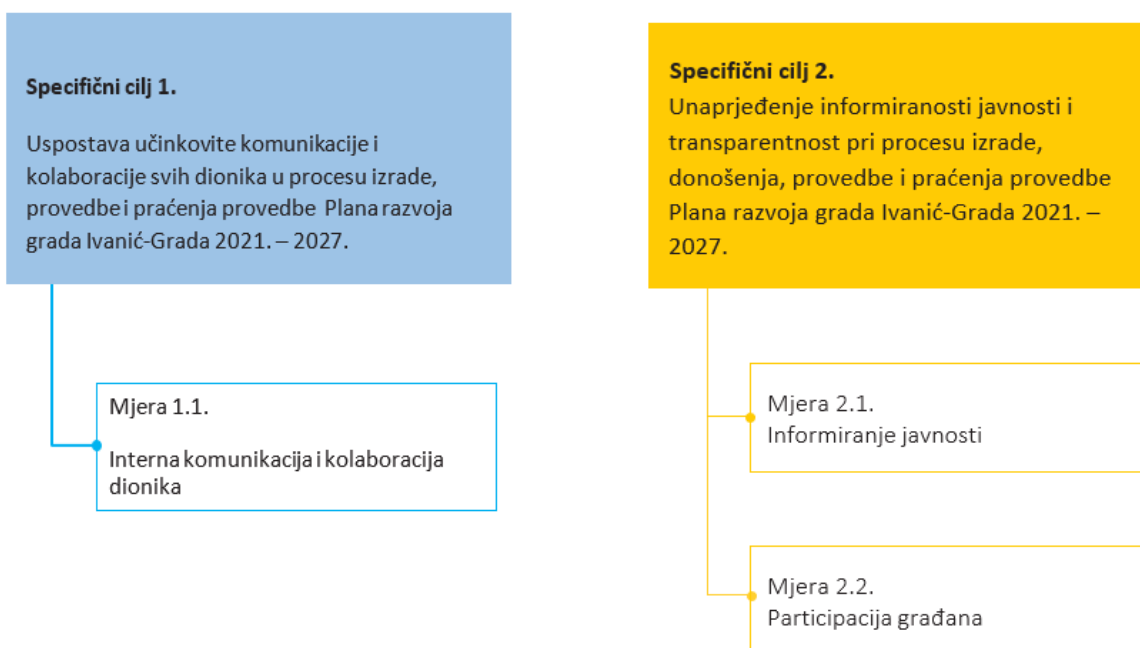 Specifični cilj 1.
Uspostava učinkovite komunikacije i
kolaboracije svih dionika u procesu izrade,
provedbe i praćenja provedbe Plana razvoja
grada Ivanić-Grada 2021. – 2027.
Mjera 1.1.
Interna komunikacija i kolaboracija
dionika
Specifični cilj 2.
Unaprjeđenje informiranosti javnosti i
transparentnost pri procesu izrade,
donošenja, provedbe i praćenja provedbe
Plana razvoja grada Ivanić-Grada 2021. –
2027.
Mjera 2.1.
Informiranje javnosti
Mjera 2.2.
Participacija građana